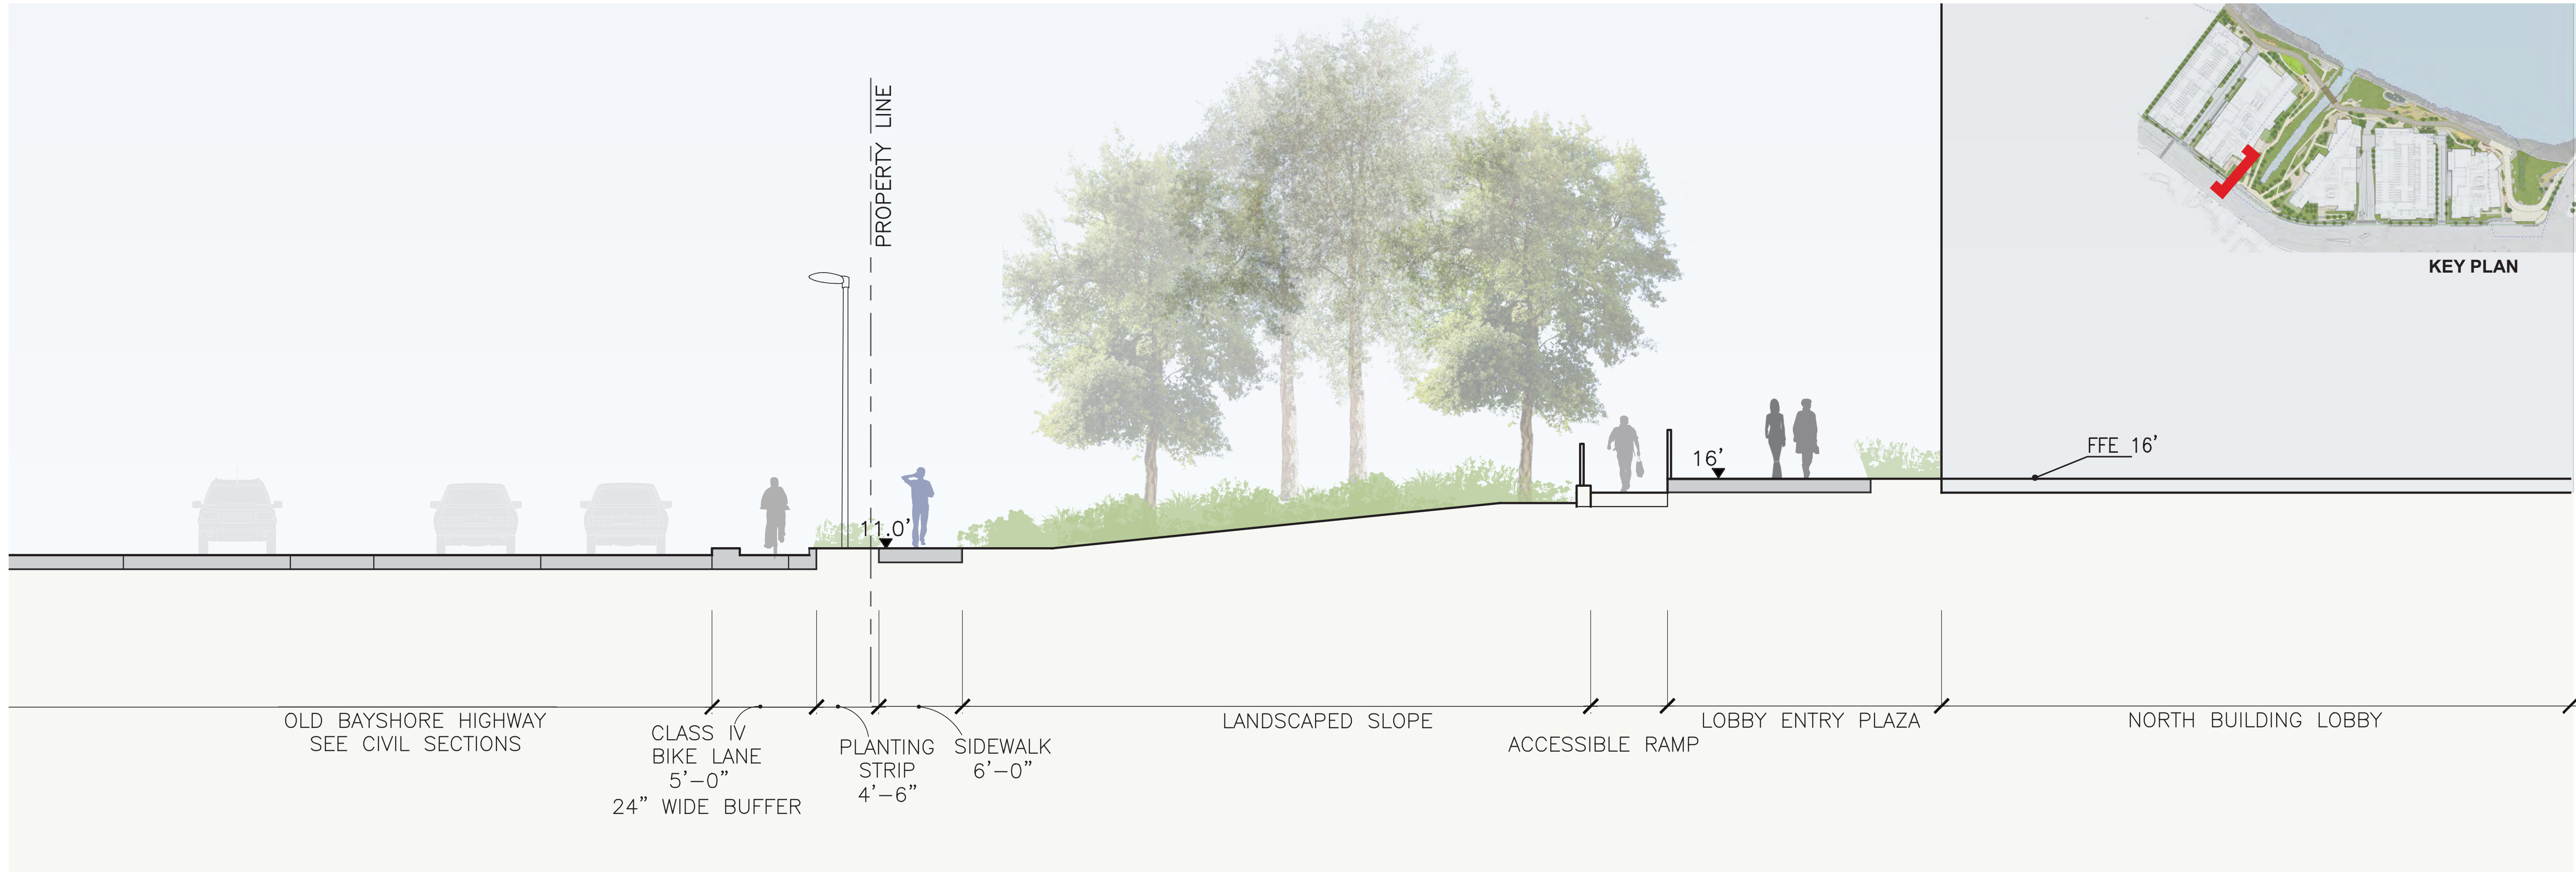 PROPERTY LINE
KEY PLAN
FFE 16’
16’
11.0’
OLD BAYSHORE HIGHWAY
SEE CIVIL SECTIONS
CLASS IV
BIKE LANE
5’-0”
24” WIDE BUFFER
PLANTING
STRIP
4’-6”
SIDEWALK
6’-0”
LANDSCAPED SLOPE
ACCESSIBLE RAMP
LOBBY ENTRY PLAZA
NORTH BUILDING LOBBY